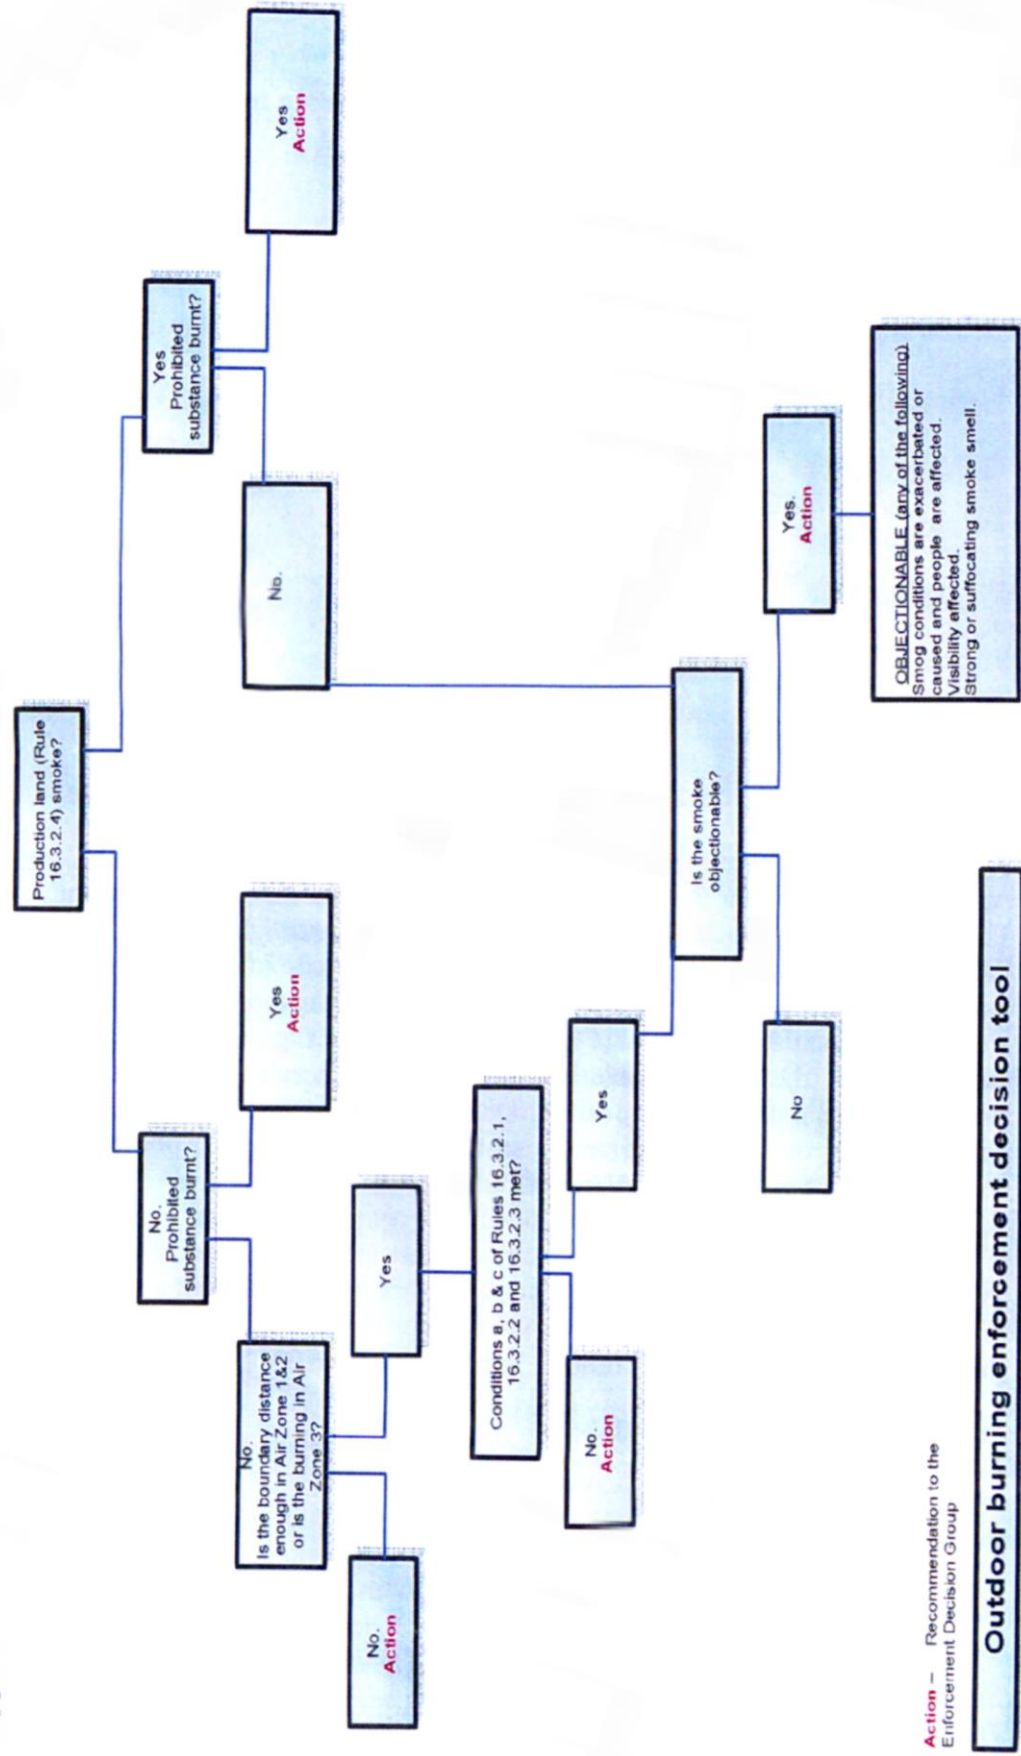 Production land (Rule
16.3.2.4) smoke?
No.
Prohibited
substance burnt?
Yes
Prohibited
substance burnt?
No.
Is the boundary distance
enough in Air Zone 1&2
or is the burning in Air
Zone 3?
Yes
Action
No.
Yes
Action
No.
Action
Yes
Conditions a, b & c of Rules 16.3.2.1,
16.3.2.2 and 16.3.2.3 met?
No.
Action
Yes
Is the smoke
objectionable?
No
Yes.
Action
OBJECTIONABLE (any of the following)
Smog conditions are exacerbated or
caused and people are affected.
Visibility affected.
Strong or suffocating smoke smell.
Action – Recommendation to the
Enforcement Decision Group
Outdoor burning enforcement decision tool